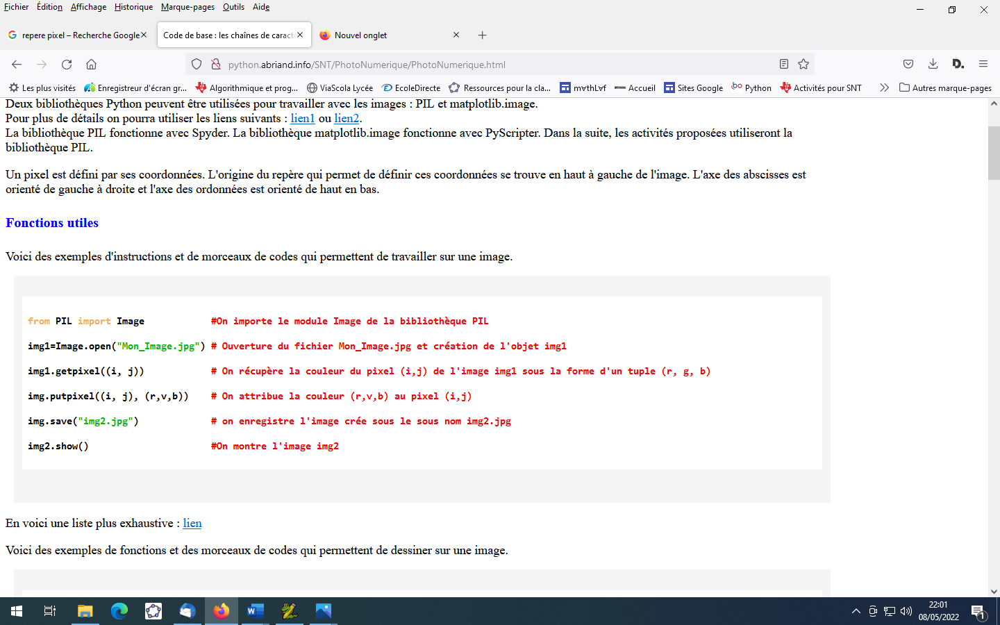 Fichier Édition Affichage Historique Marque-pages Outils Aide
repere pixel – Recherche Google
Code de base : les chaînes de caract
Nouvel onglet
python.abriand.info/SNT/PhotoNumerique/PhotoNumerique.html
Les plus visités Enregistreur d'écran gr... Algorithmique et prog... ViaScola Lycée EcoleDirecte Ressources pour la cla... m∀thL∀f Accueil Sites Google Python Activités pour SNT Autres marque-pages
Deux bibliothèques Python peuvent être utilisées pour travailler avec les images : PIL et matplotlib.image.
Pour plus de détails on pourra utiliser les liens suivants : lien1 ou lien2.
La bibliothèque PIL fonctionne avec Spyder. La bibliothèque matplotlib.image fonctionne avec PyScripter. Dans la suite, les activités proposées utiliseront la
bibliothèque PIL.
Un pixel est défini par ses coordonnées. L'origine du repère qui permet de définir ces coordonnées se trouve en haut à gauche de l'image. L'axe des abscisses est
orienté de gauche à droite et l'axe des ordonnées est orienté de haut en bas.
Fonctions utiles
Voici des exemples d'instructions et de morceaux de codes qui permettent de travailler sur une image.
from PIL import Image #On importe le module Image de la bibliothèque PIL
img1=Image.open("Mon_Image.jpg") # Ouverture du fichier Mon_Image.jpg et création de l'objet img1
img1.getpixel((i, j)) # On récupère la couleur du pixel (i,j) de l'image img1 sous la forme d'un tuple (r, g, b)
img.putpixel((i, j), (r,v,b)) # On attribue la couleur (r,v,b) au pixel (i,j)
img.save("img2.jpg") # on enregistre l'image crée sous le sous nom img2.jpg
img2.show() #On montre l'image img2
En voici une liste plus exhaustive : lien
Voici des exemples de fonctions et des morceaux de codes qui permettent de dessiner sur une image.
22:01
08/05/2022
1